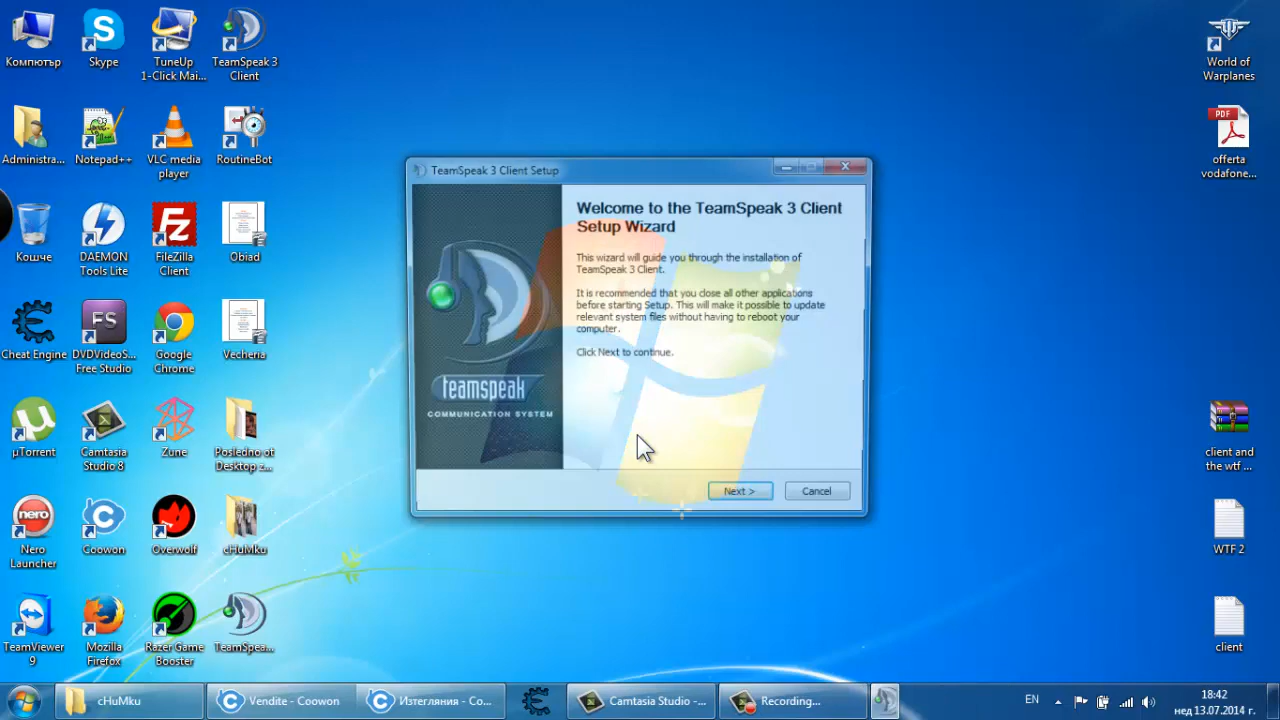 Компютър
Skype
TuneUp
1-Click Mai...
TeamSpeak 3
Client
World of
Warplanes
Administra...
Notepad++
VLC media
player
RoutineBot
PDF
offerta
vodafone...
TeamSpeak 3 Client Setup
Welcome to the TeamSpeak 3 Client
Setup Wizard
This wizard will guide you through the installation of
TeamSpeak 3 Client.
It is recommended that you close all other applications
before starting Setup. This will make it possible to update
relevant system files without having to reboot your
computer.
Click Next to continue.
teamspeak
COMMUNICATION SYSTEM
Next >
Cancel
Кошче
DAEMON
Tools Lite
FileZilla
Client
Obiad
Cheat Engine
FS
DVDVideoS...
Free Studio
Google
Chrome
Vecheria
µTorrent
Camtasia
Studio 8
Zune
Posledno ot
Desktop z...
client and
the wtf ...
nero
Nero
Launcher
Coowon
Overwolf
cHuMku
WTF 2
TeamViewer
9
Mozilla
Firefox
Razer Game
Booster
TeamSpea...
client
cHuMku
Vendite - Coowon
Изтегляния - Co...
Camtasia Studio -...
Recording...
EN
18:42
нед 13.07.2014 г.